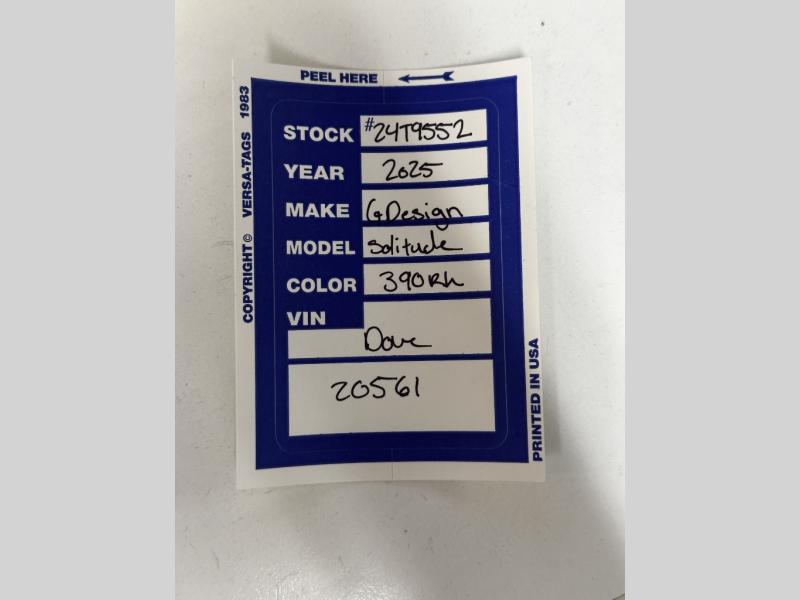 PEEL HERE
COPYRIGHT © VERSA-TAGS 1983
STOCK #24T9552
YEAR 2025
MAKE GDesign
MODEL Solitude
COLOR 390RK
VIN
Dove
20561
PRINTED IN USA